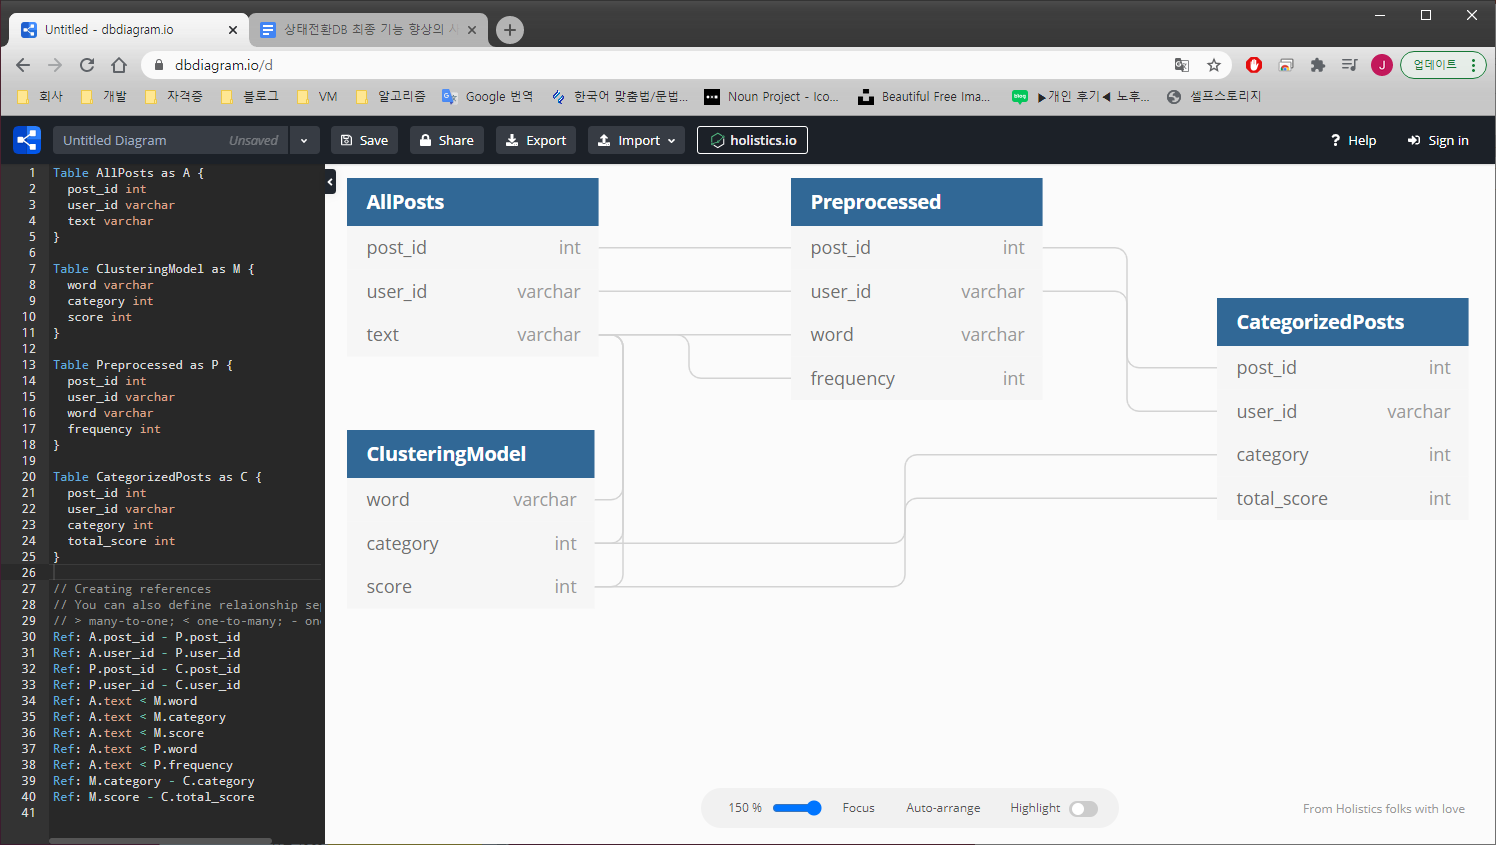 Untitled - dbdiagram.io
상태전환DB 최종 기능 향상의
dbdiagram.io/d
J
업데이트
회사 개발 자격증 블로그 VM 알고리즘 Google 번역 한국어 맞춤법/문법... Noun Project - Ico... Beautiful Free Ima... blog ▶개인 후기◀ 노후... 셀프스토리지
Untitled Diagram Unsaved Save Share Export Import holistics.io ? Help Sign in
1 Table AllPosts as A {
2 post_id int
3 user_id varchar
4 text varchar
5 }
6
7 Table ClusteringModel as M {
8 word varchar
9 category int
10 score int
11 }
12
13 Table Preprocessed as P {
14 post_id int
15 user_id varchar
16 word varchar
17 frequency int
18 }
19
20 Table CategorizedPosts as C {
21 post_id int
22 user_id varchar
23 category int
24 total_score int
25 }
26
27 // Creating references
28 // You can also define relaionship se
29 // > many-to-one; < one-to-many; - on
30 Ref: A.post_id - P.post_id
31 Ref: A.user_id - P.user_id
32 Ref: P.post_id - C.post_id
33 Ref: P.user_id - C.user_id
34 Ref: A.text < M.word
35 Ref: A.text < M.category
36 Ref: A.text < M.score
37 Ref: A.text < P.word
38 Ref: A.text < P.frequency
39 Ref: M.category - C.category
40 Ref: M.score - C.total_score
41
AllPosts
post_id int
user_id varchar
text varchar
Preprocessed
post_id int
user_id varchar
word varchar
frequency int
ClusteringModel
word varchar
category int
score int
CategorizedPosts
post_id int
user_id varchar
category int
total_score int
150 % Focus Auto-arrange Highlight
From Holistics folks with love